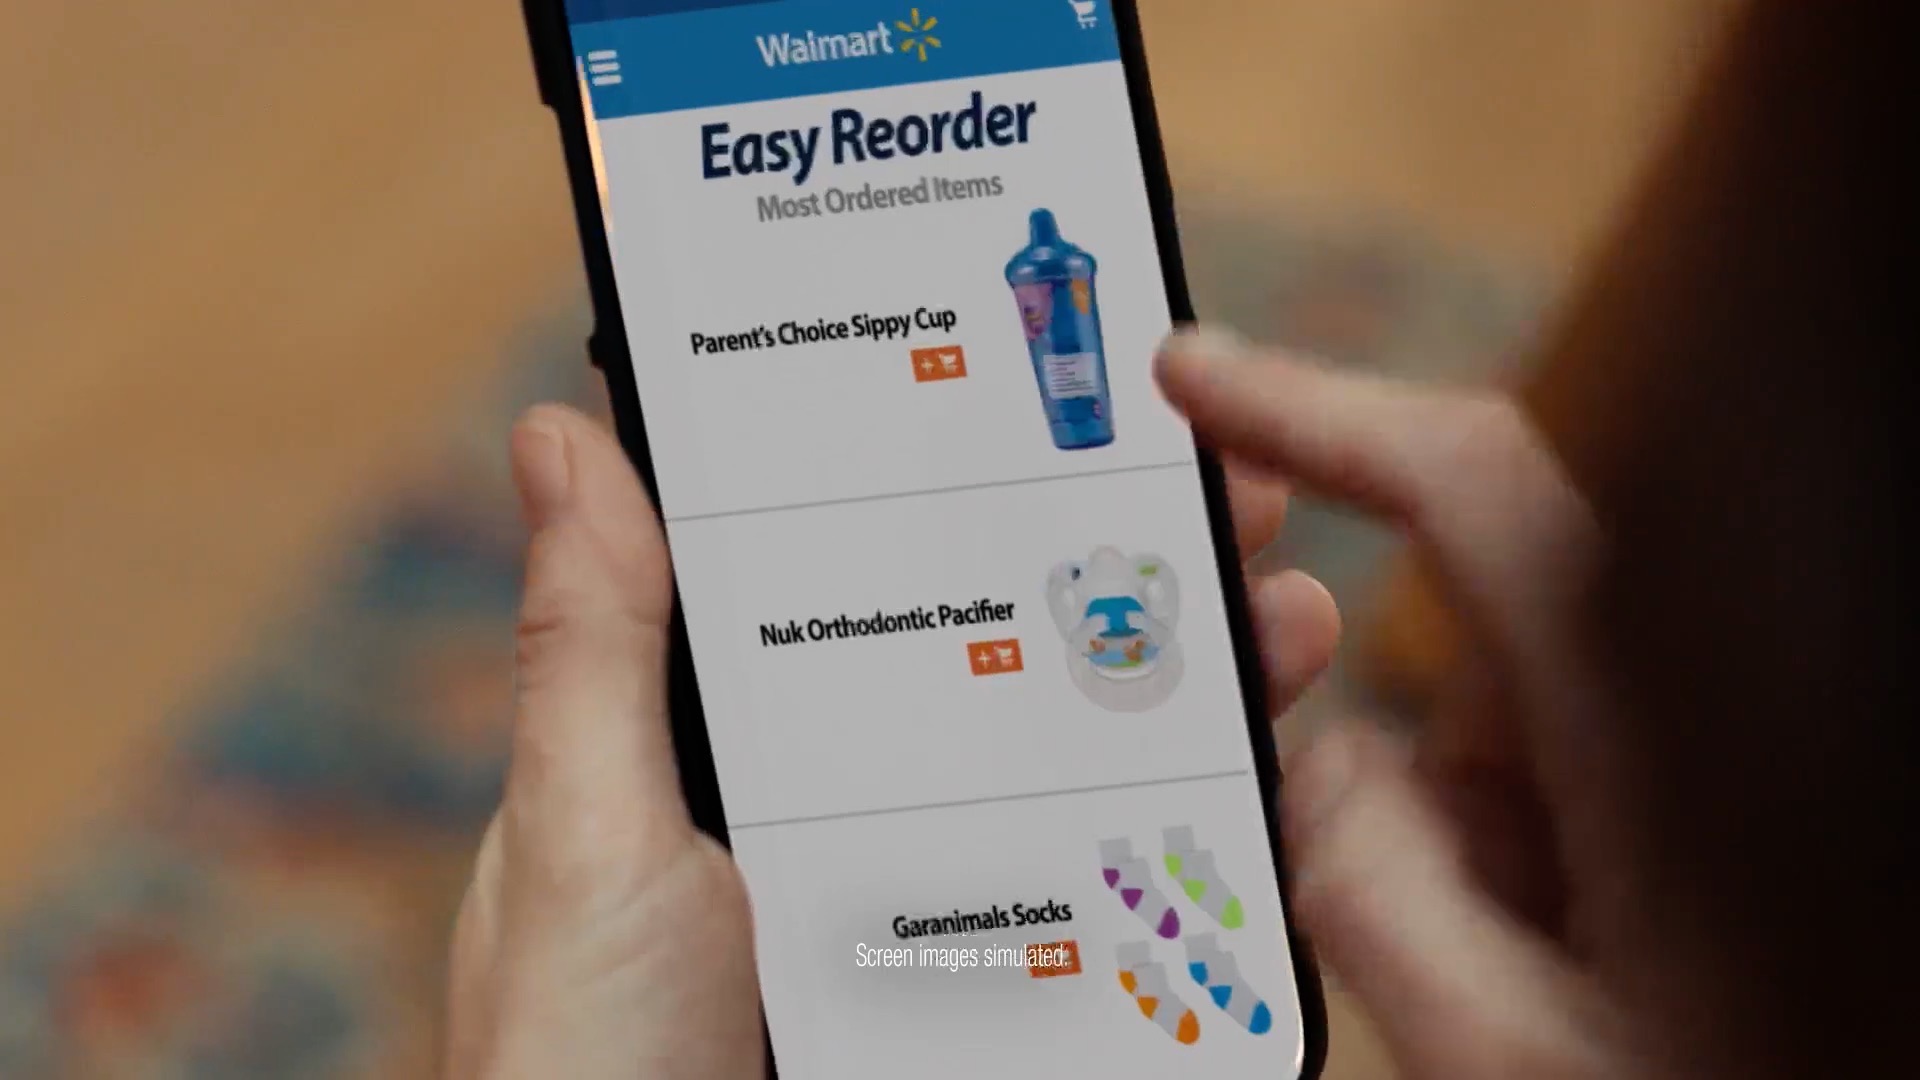 Walmart
Easy Reorder
Most Ordered Items
Parent's Choice Sippy Cup
Nuk Orthodontic Pacifier
Garanimals Socks
Screen images simulated.